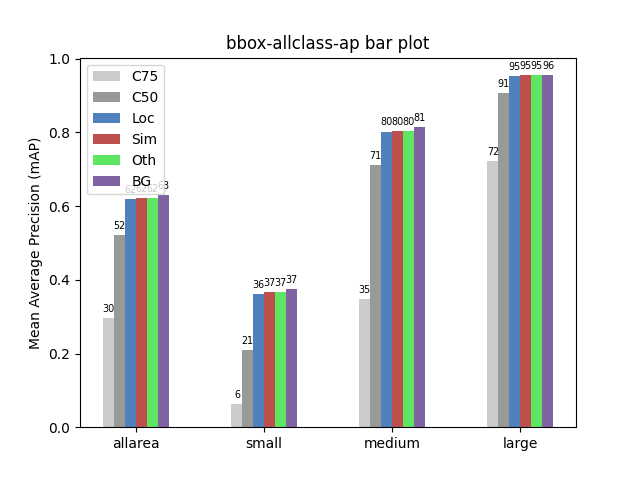 bbox-allclass-ap bar plot
Mean Average Precision (mAP)
1.0
0.8
0.6
0.4
0.2
0.0
C75
C50
Loc
Sim
Oth
BG
30
52
62
62
62
63
6
21
36
37
37
37
35
71
80
80
80
81
72
91
95
95
95
96
allarea
small
medium
large